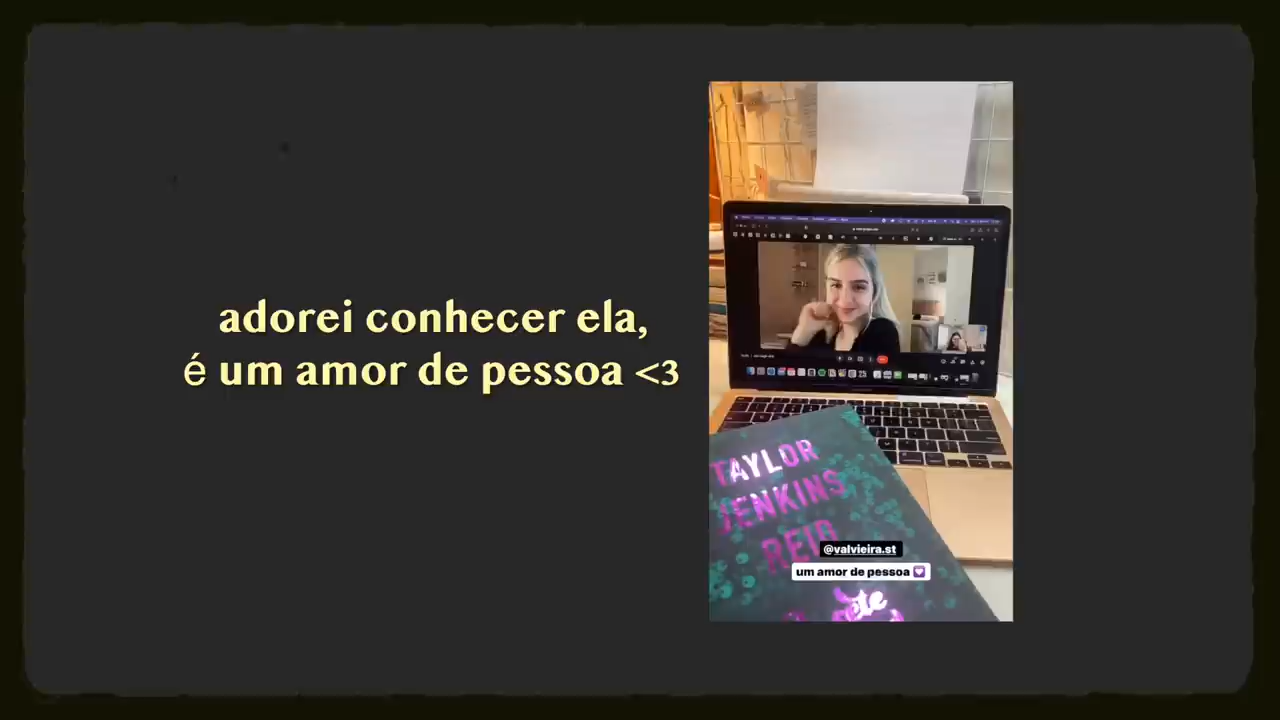 adorei conhecer ela,
é um amor de pessoa <3
TAYLOR
JENKINS
REID
@valvieira.st
um amor de pessoa